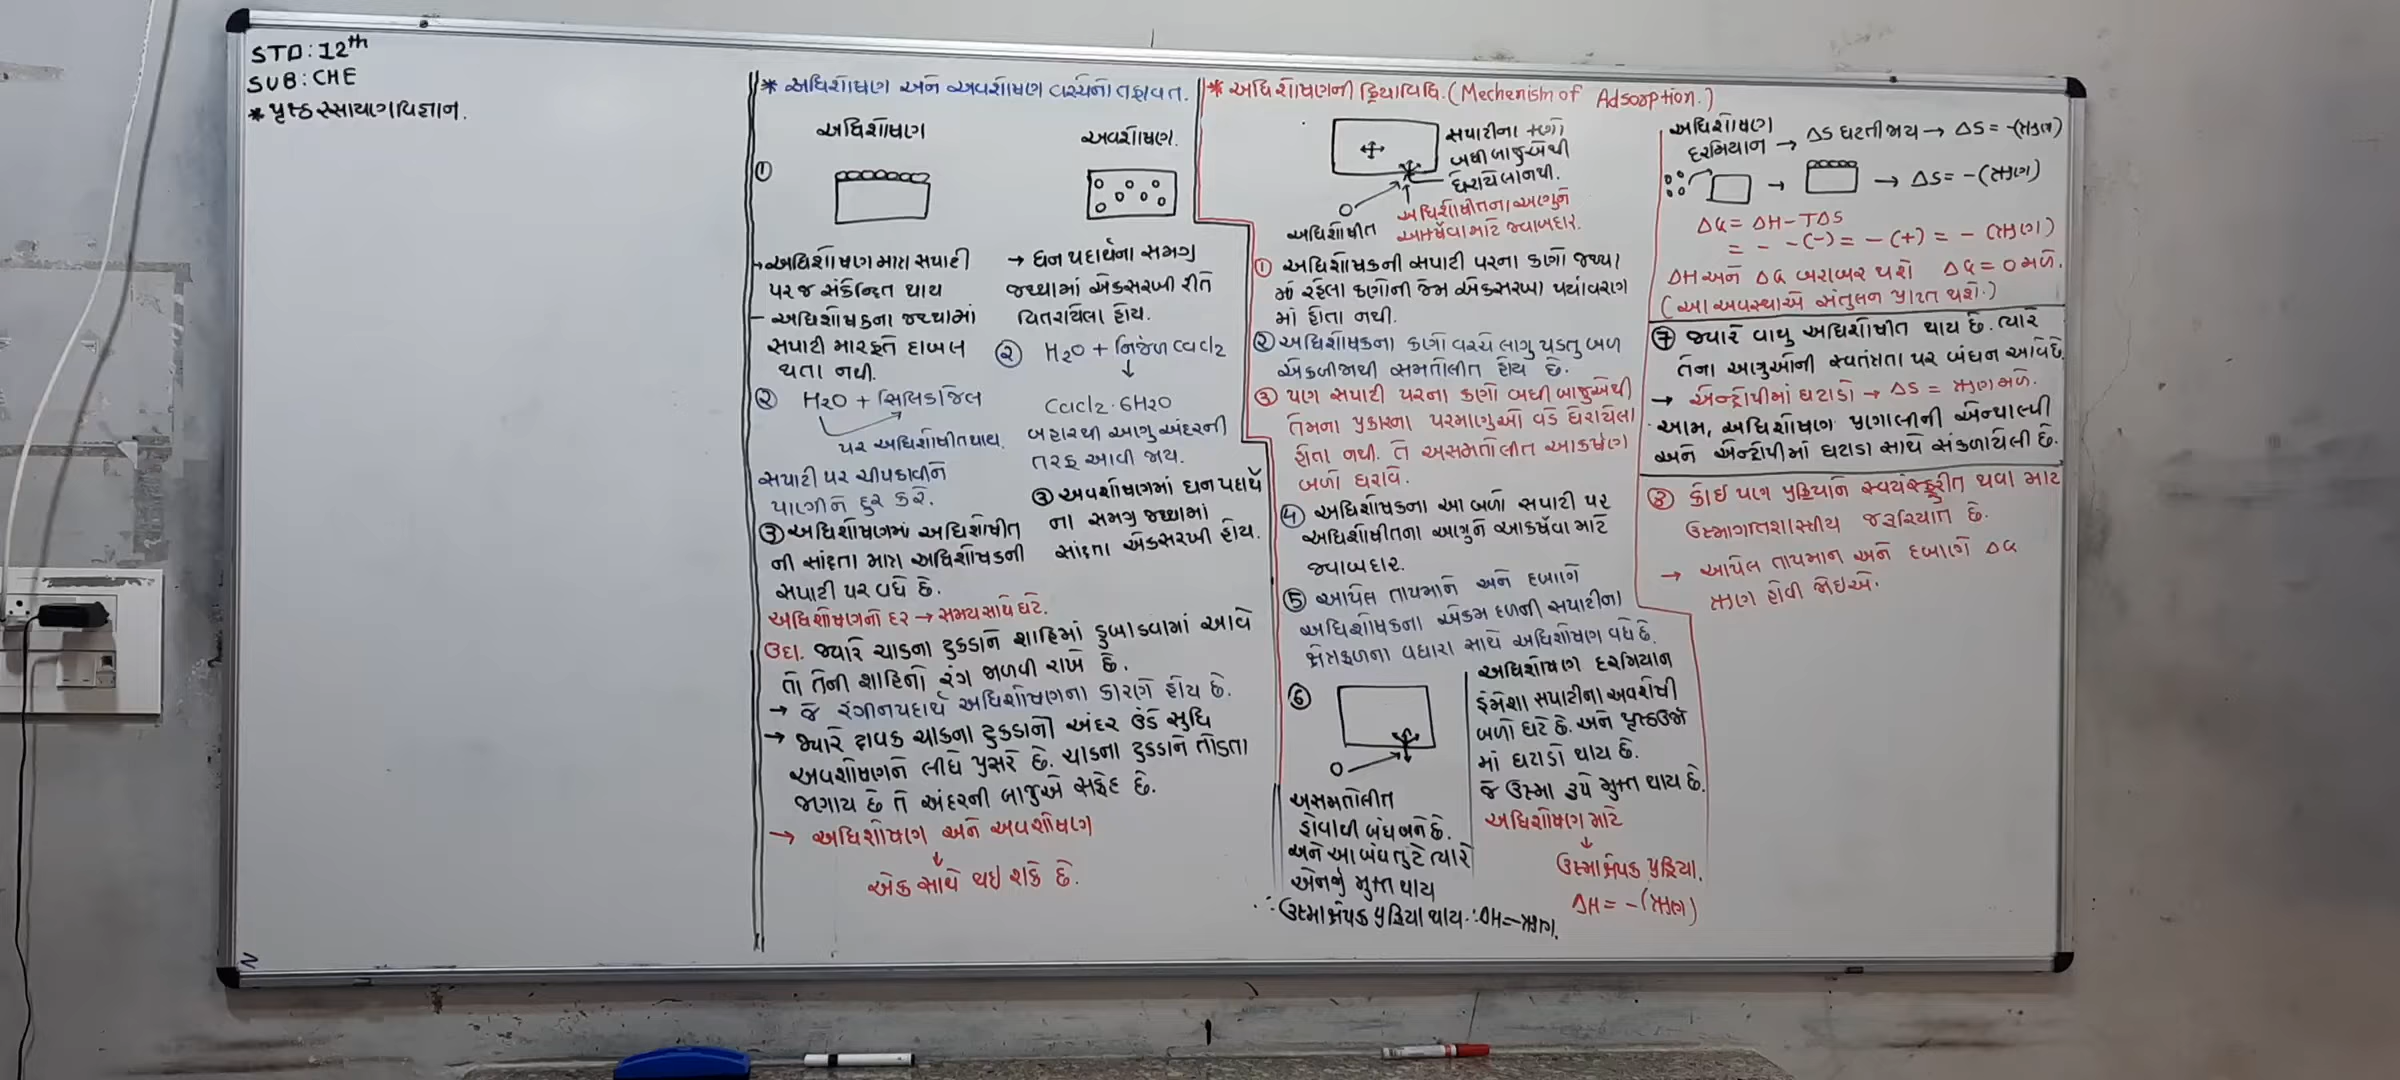 STD:12th
SUB:CHE
* પૃષ્ઠ રસાયણવિજ્ઞાન.
* અધિશોષણ અને અવશોષણ વચ્ચેનો તફાવત.
અધિશોષણ
①
→ અધિશોષણ માત્ર સપાટી
પર જ સંકેન્દ્રિત થાય
– અધિશોષકના જથ્થામાં
સપાટી મારફતે દાખલ
થતા નથી.
② H2O + સિલિકાજેલ
પર અધિશોષીત થાય.
સપાટી પર ચીપકાવીને
પાણીને દુર કરે.
③ અધિશોષણમાં અધિશોષીત
ની સાંદ્રતા માત્ર અધિશોષકની
સપાટી પર વધે છે.
અધિશોષણનો દર → સમય સાથે ઘટે.
અવશોષણ.
→ ઘન પદાર્થના સમગ્ર
જથ્થામાં એકસરખી રીતે
વિતરાયેલા હોય.
② H2O + નિર્જળ CaCl2
↓
CaCl2·6H2O
બહારથી આણુ અંદરની
તરફ આવી જાય.
③ અવશોષણમાં ઘન પદાર્થ
ના સમગ્ર જથ્થામાં
સાંદ્રતા એકસરખી હોય.
ઉદા. જ્યારે ચાકના ટુકડાને શાહિમાં ડુબાડવામાં આવે
તો તેની શાહિનો રંગ જાળવી રાખે છે.
→ જે રંગીનપદાર્થ અધિશોષણના કારણે હોય છે.
→ જ્યારે દ્રાવક ચાકના ટુકડાની અંદર ઉંડે સુધિ
અવશોષણને લીધે પ્રસરે છે. ચાકના ટુકડાને તોડતા
જણાય છે તે અંદરની બાજુએ સફેદ છે.
→ અધિશોષણ અને અવશોષણ
↓
એક સાથે થઇ શકે છે.
* અધિશોષણની ક્રિયાવિધિ. (Mechenism of Adsorption.)
સપાટીના કણો
બધી બાજુએથી
ઘેરાયેલા નથી.
અધિશોષીત
અધિશોષીતના અણુને
આકર્ષવા માટે જવાબદાર.
① અધિશોષકની સપાટી પરના કણો જથ્થા
માં રહેલા કણોની જેમ એકસરખા પર્યાવરણ
માં હોતા નથી.
② અધિશોષકના કણો વચ્ચે લાગુ પડતુ બળ
એકબીજાથી સમતોલીત હોય છે.
③ પણ સપાટી પરના કણો બધી બાજુએથી
તેમના પ્રકારના પરમાણુઓ વડે ઘેરાયેલા
હોતા નથી. તે અસમતોલીત આકર્ષણ
બળો ધરાવે.
④ અધિશોષકના આ બળો સપાટી પર
અધિશોષીતના આણુને આકર્ષવા માટે
જવાબદાર.
⑤ આપેલ તાપમાને અને દબાણે
અધિશોષકના એકમ દળની સપાટીના
ક્ષેત્રફળના વધારા સાથે અધિશોષણ વધે છે.
⑥
અસમતોલીત
હોવાથી બંધ બને છે.
અને આ બંધ તુટે ત્યારે
એનર્જી મુક્ત થાય
∴ ઉષ્માક્ષેપક પ્રક્રિયા થાય ∴ ΔH = – ઋણ.
અધિશોષણ દરમિયાન
હંમેશા સપાટીના અવશેષી
બળો ઘટે છે. અને પૃષ્ઠઉર્જા
માં ઘટાડો થાય છે.
જે ઉષ્મા રૂપે મુક્ત થાય છે.
અધિશોષણ માટે
↓
ઉષ્માક્ષેપક પ્રક્રિયા.
ΔH = –(ઋણ)
અધિશોષણ
દરમિયાન → ΔS ઘટતી જાય → ΔS = –(ઋણ)
→ → ΔS = –(ઋણ)
ΔG = ΔH – TΔS
= – –(–) = –(+) = – (ઋણ)
ΔH અને ΔG બરાબર થશે ΔG = 0 મળે.
(આ અવસ્થાએ સંતુલન પ્રાપ્ત થશે.)
⑦ જ્યારે વાયુ અધિશોષીત થાય છે. ત્યારે
તેના આણુઓની સ્વતંત્રતા પર બંધન આવે છે.
→ એન્ટ્રોપીમાં ઘટાડો → ΔS = ઋણ મળે.
આમ, અધિશોષણ પ્રણાલીની એન્થાલ્પી
અને એન્ટ્રોપીમાં ઘટાડા સાથે સંકળાયેલી છે.
⑧ કોઈ પણ પ્રક્રિયાને સ્વયંસ્ફુરીત થવા માટે
ઉષ્માગતિશાસ્ત્રીય જરૂરિયાત છે.
→ આપેલ તાપમાન અને દબાણે ΔG
ઋણ હોવી જોઇએ.
N